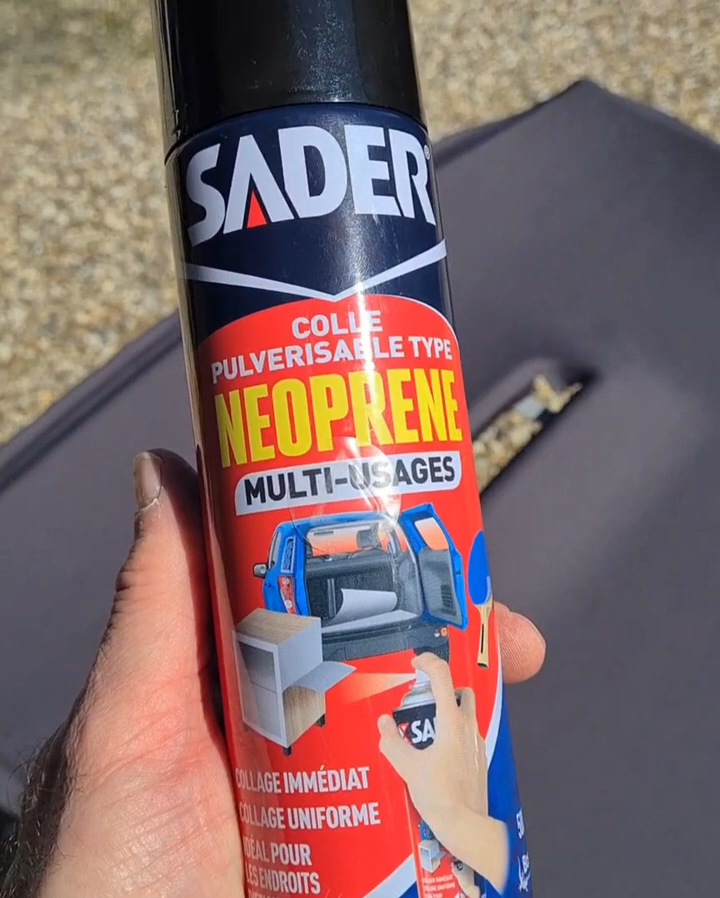 SADER
COLLE
PULVERISABLE TYPE
NEOPRENE
MULTI-USAGES
COLLAGE IMMÉDIAT
COLLAGE UNIFORME
IDÉAL POUR
LES ENDROITS